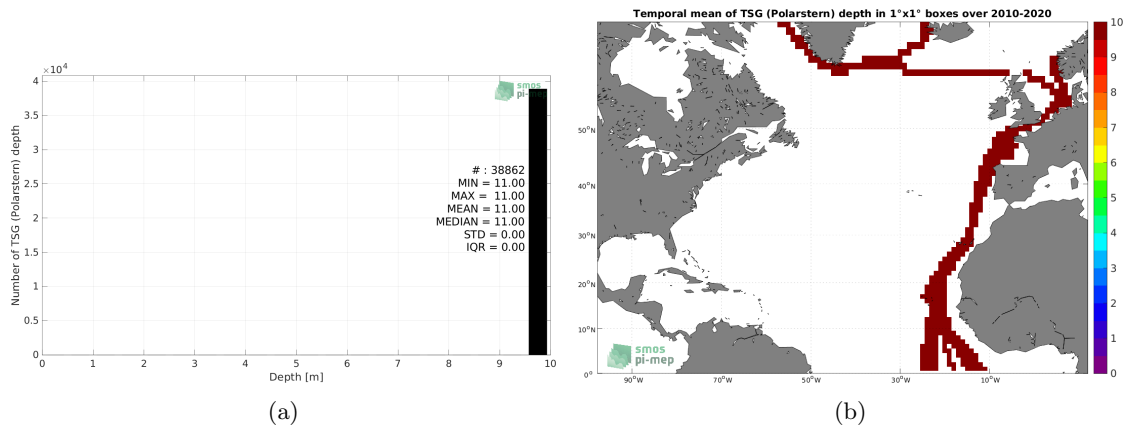 ×10⁴
4
3.5
3
2.5
2
1.5
1
0.5
0
Number of TSG (Polarstern) depth
smos
pi-mep
# : 38862
MIN = 11.00
MAX = 11.00
MEAN = 11.00
MEDIAN = 11.00
STD = 0.00
IQR = 0.00
0 1 2 3 4 5 6 7 8 9 10
Depth [m]
(a)
Temporal mean of TSG (Polarstern) depth in 1°x1° boxes over 2010-2020
50°N
40°N
30°N
20°N
10°N
0°
90°W 70°W 50°W 30°W 10°W
smos
pi-mep
10
9
8
7
6
5
4
3
2
1
0
(b)